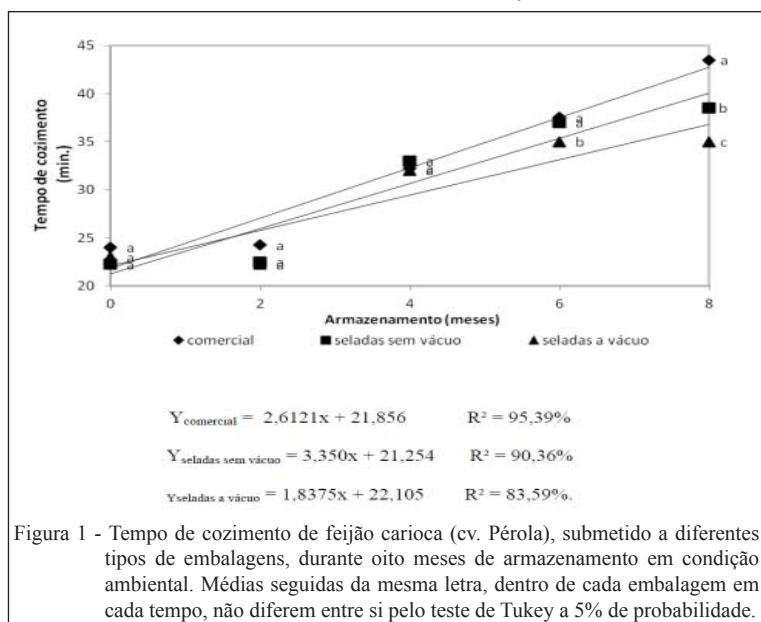 45
40
35
30
25
20
Tempo de cozimento
(min.)
a
a
a
a
a
a
a
a
a
a
a
b
a
b
c
0
2
4
6
8
Armazenamento (meses)
comercial
seladas sem vácuo
seladas a vácuo
Ycomercial = 2,6121x + 21,856 R² = 95,39%
Yseladas sem vácuo = 3,350x + 21,254 R² = 90,36%
Yseladas a vácuo = 1,8375x + 22,105 R² = 83,59%.
Figura 1 - Tempo de cozimento de feijão carioca (cv. Pérola), submetido a diferentes
tipos de embalagens, durante oito meses de armazenamento em condição
ambiental. Médias seguidas da mesma letra, dentro de cada embalagem em
cada tempo, não diferem entre si pelo teste de Tukey a 5% de probabilidade.